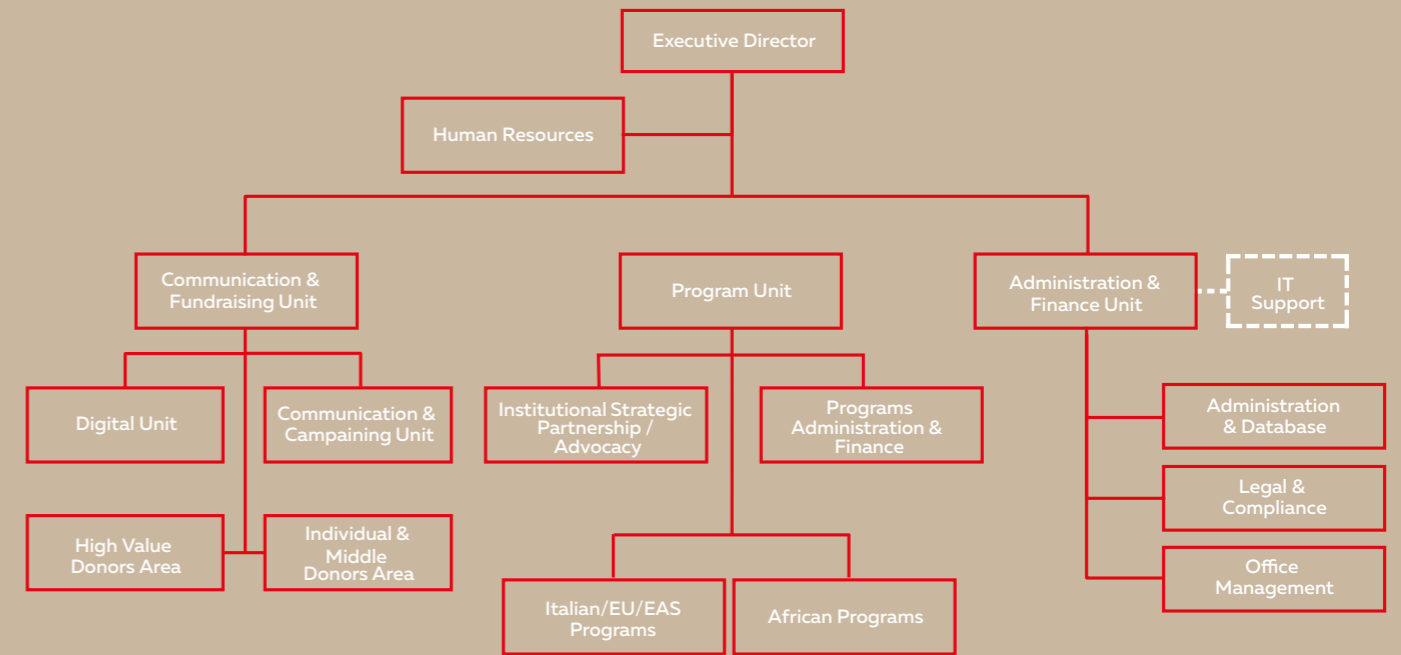 Executive Director
Human Resources
Communication &
Fundraising Unit
Program Unit
Administration &
Finance Unit
IT
Support
Digital Unit
Communication &
Campaining Unit
Institutional Strategic
Partnership /
Advocacy
Programs
Administration &
Finance
Administration
& Database
Legal &
Compliance
High Value
Donors Area
Individual &
Middle
Donors Area
Office
Management
Italian/EU/EAS
Programs
African Programs